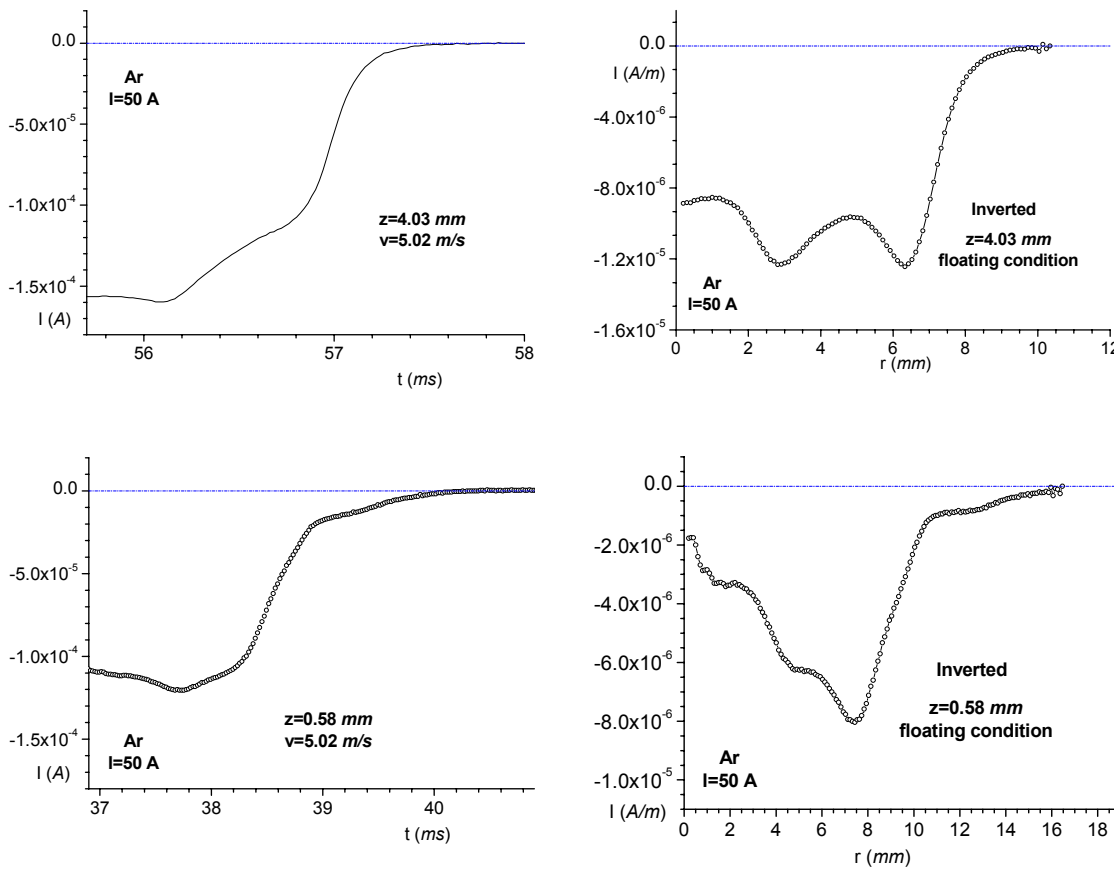 0.0
Ar
I=50 A
-5.0x10⁻⁵
-1.0x10⁻⁴
z=4.03 mm
v=5.02 m/s
-1.5x10⁻⁴
I (A)
56
57
58
t (ms)
0.0
I (A/m)
-4.0x10⁻⁶
-8.0x10⁻⁶
Inverted
z=4.03 mm
floating condition
-1.2x10⁻⁵
Ar
I=50 A
-1.6x10⁻⁵
0
2
4
6
8
10
12
r (mm)
0.0
-5.0x10⁻⁵
-1.0x10⁻⁴
z=0.58 mm
v=5.02 m/s
-1.5x10⁻⁴
Ar
I=50 A
I (A)
37
38
39
40
t (ms)
0.0
-2.0x10⁻⁶
-4.0x10⁻⁶
-6.0x10⁻⁶
Inverted
z=0.58 mm
floating condition
-8.0x10⁻⁶
Ar
I=50 A
-1.0x10⁻⁵
I (A/m)
0
2
4
6
8
10
12
14
16
18
r (mm)